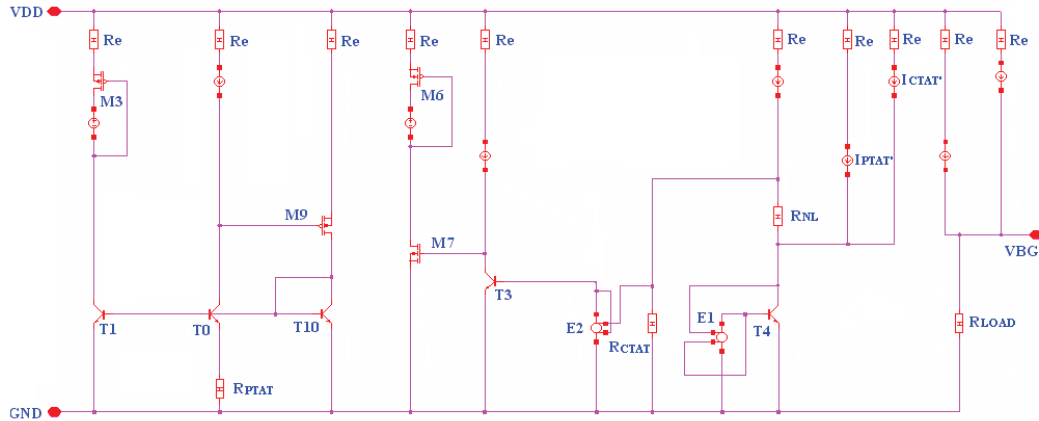 VDD
Re Re Re Re Re Re Re Re Re Re
M3 M6 ICTAT'
IPTAT'
M9 RNL
M7 VBG
T3
T1 T0 T10 E2 E1 T4 RLOAD
RCTAT
RPTAT
GND